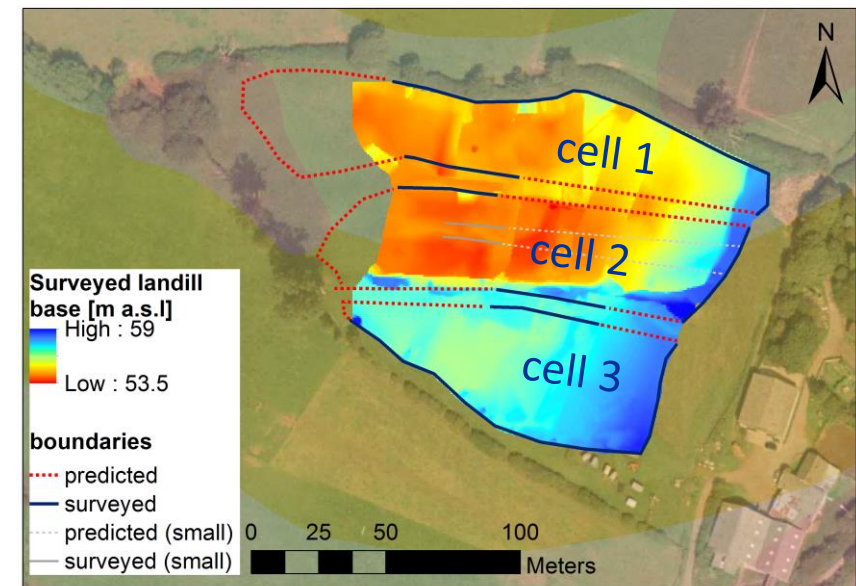 N
cell 1
cell 2
cell 3
Surveyed landill
base [m a.s.l]
High : 59
Low : 53.5
boundaries
predicted
surveyed
predicted (small)
surveyed (small)
0 25 50 100
Meters